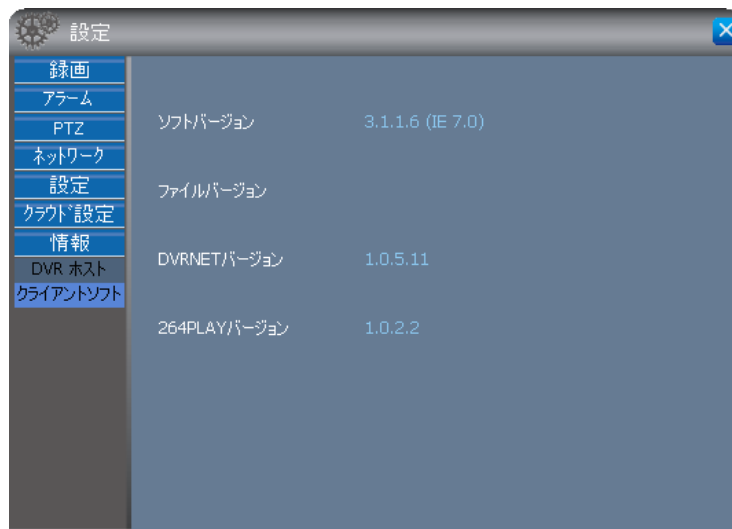 設定
録画
アラーム
PTZ
ネットワーク
設定
クラウド設定
情報
DVR ホスト
クライアントソフト
ソフトバージョン 3.1.1.6 (IE 7.0)
ファイルバージョン
DVRNETバージョン 1.0.5.11
264PLAYバージョン 1.0.2.2